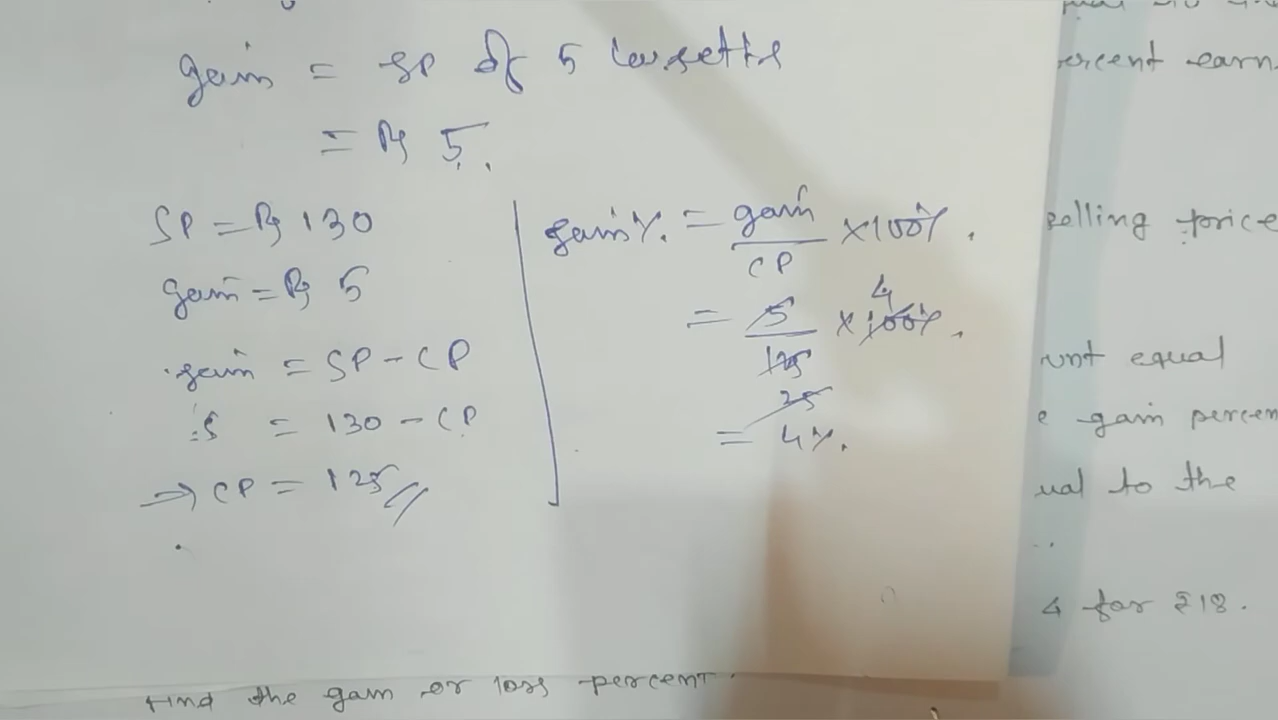 gain = SP of 5 cassette
= Rs 5.
SP = Rs 130
gain = Rs 5
gain = SP - CP
5 = 130 - CP
⇒ CP = 125 //
gain %. = gain / CP × 100%.
= 5 / 125 × 100%.
4
25
= 4%.
percent earn
selling price
unt equal
e gain percen
ual to the
..
4 for ₹18.
Find the gain or loss percent.